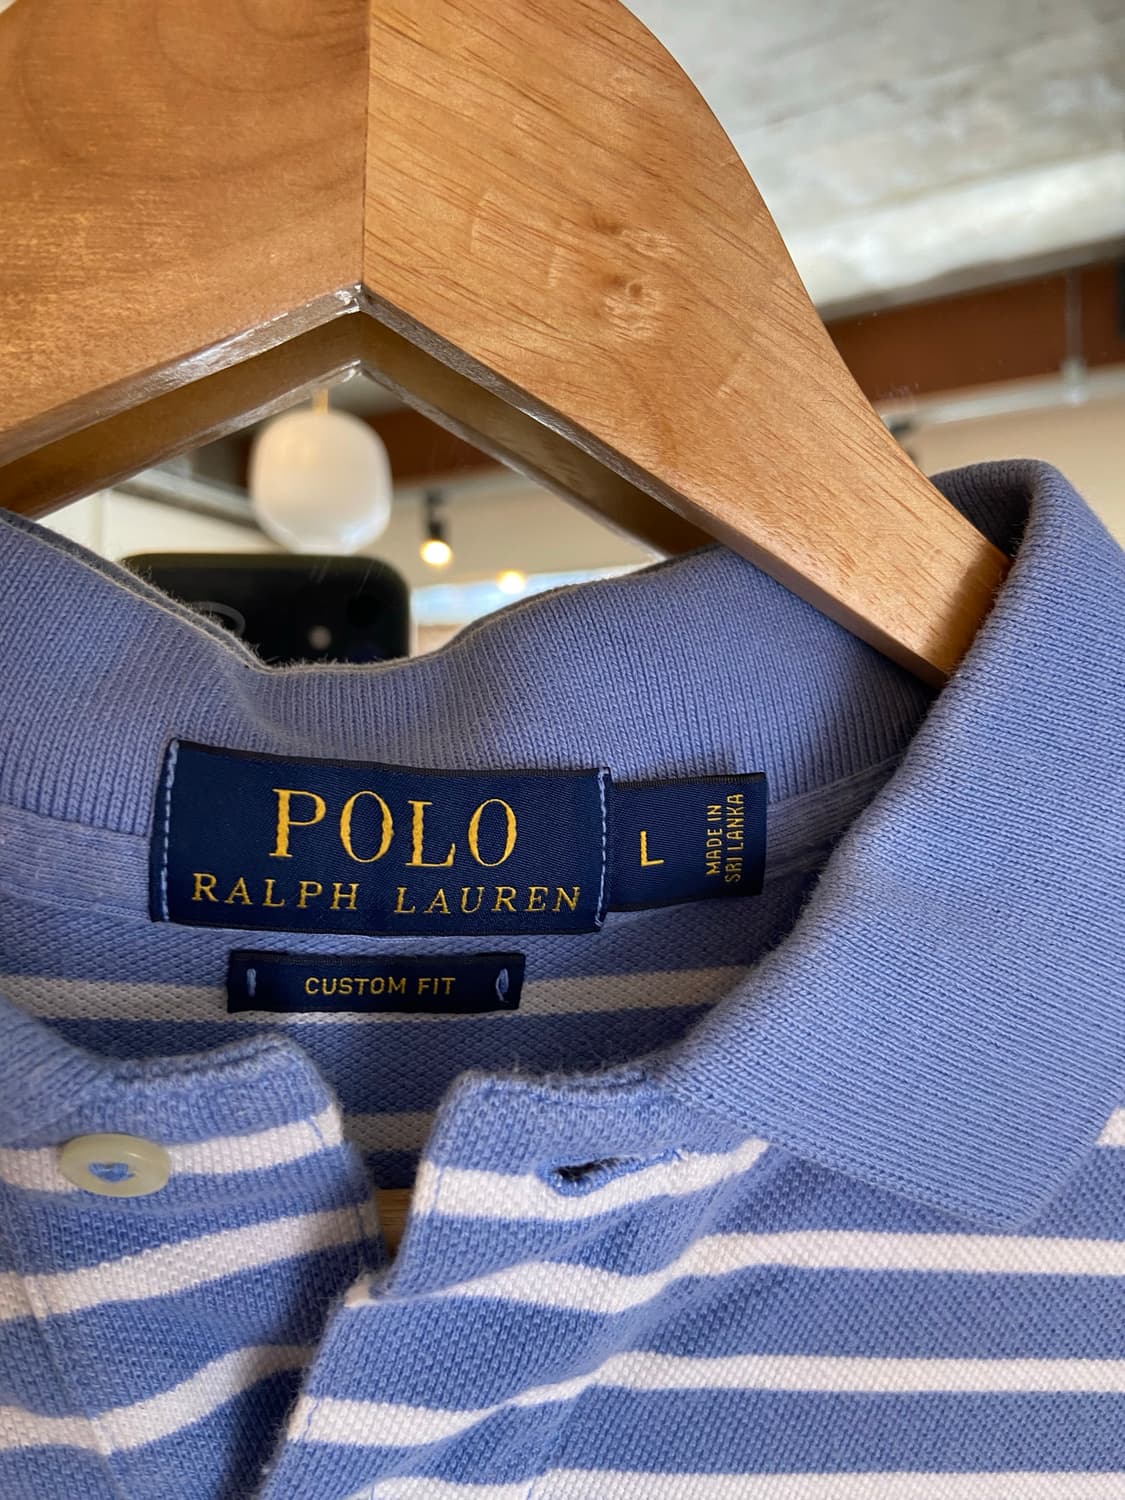 POLO
RALPH LAUREN
L
MADE IN
SRI LANKA
CUSTOM FIT